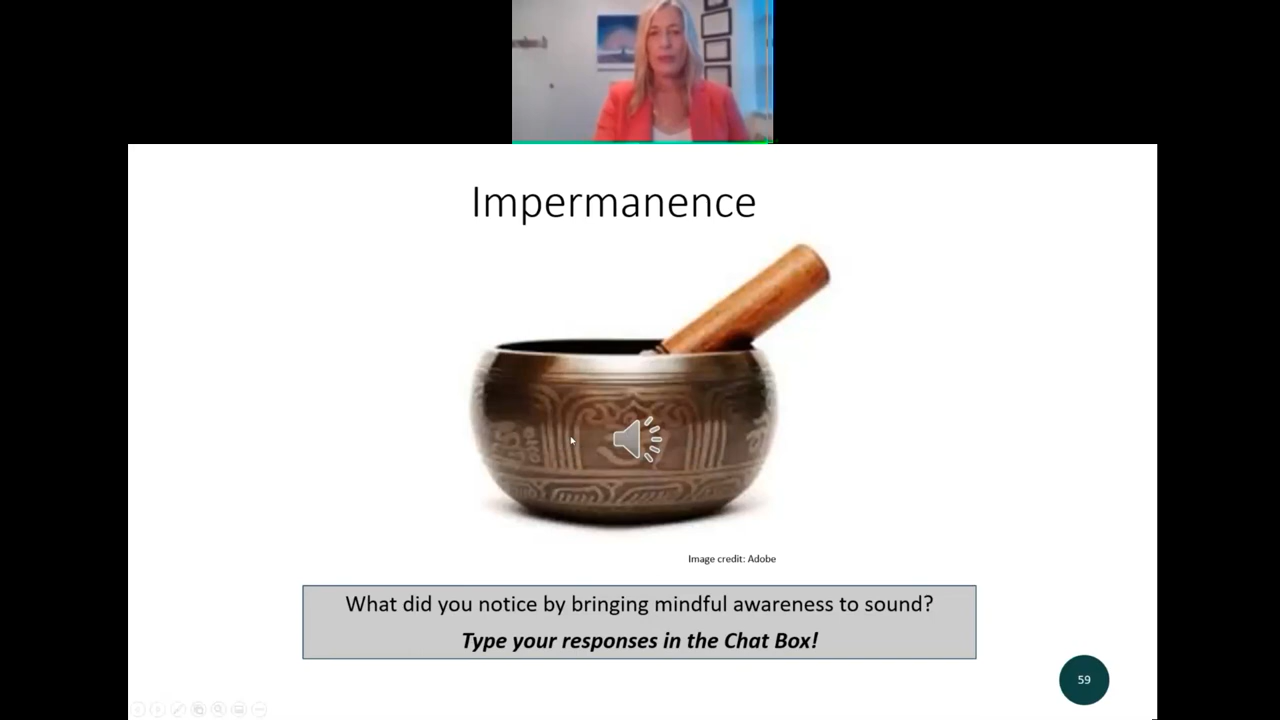 Impermanence
Image credit: Adobe
What did you notice by bringing mindful awareness to sound?
Type your responses in the Chat Box!
59